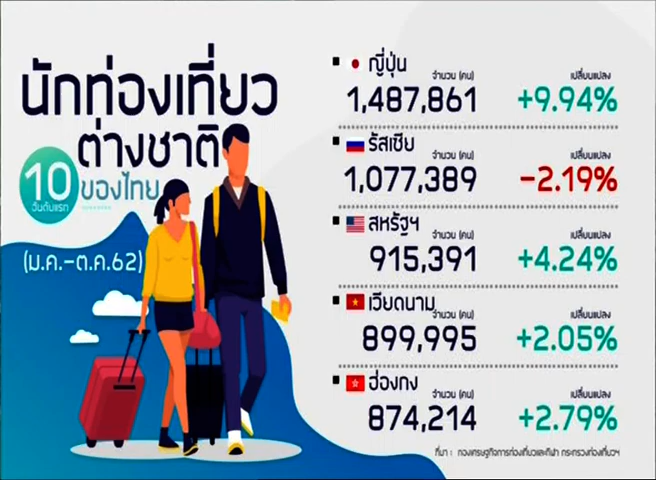 นักท่องเที่ยว
ต่างชาติ
10
อันดับแรก
ของไทย
(ม.ค.-ต.ค.62)
ญี่ปุ่น
จำนวน (คน) เปลี่ยนแปลง
1,487,861 +9.94%
รัสเซีย
จำนวน (คน) เปลี่ยนแปลง
1,077,389 -2.19%
สหรัฐฯ
จำนวน (คน) เปลี่ยนแปลง
915,391 +4.24%
เวียดนาม
จำนวน (คน) เปลี่ยนแปลง
899,995 +2.05%
ฮ่องกง
จำนวน (คน) เปลี่ยนแปลง
874,214 +2.79%
ที่มา : กองเศรษฐกิจการท่องเที่ยวและกีฬา กระทรวงท่องเที่ยวฯ